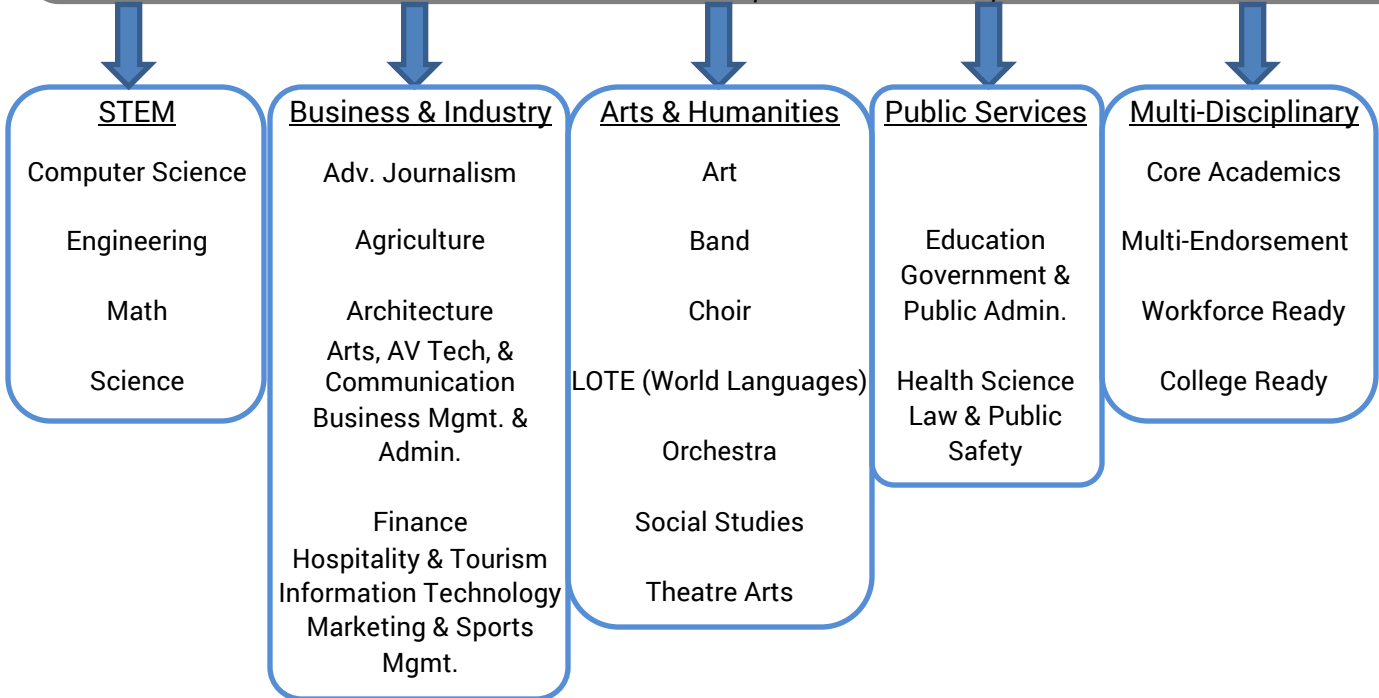 STEM
Computer Science
Engineering
Math
Science
Business & Industry
Adv. Journalism
Agriculture
Architecture
Arts, AV Tech, &
Communication
Business Mgmt. &
Admin.
Finance
Hospitality & Tourism
Information Technology
Marketing & Sports
Mgmt.
Arts & Humanities
Art
Band
Choir
LOTE (World Languages)
Orchestra
Social Studies
Theatre Arts
Public Services
Education
Government &
Public Admin.
Health Science
Law & Public
Safety
Multi-Disciplinary
Core Academics
Multi-Endorsement
Workforce Ready
College Ready